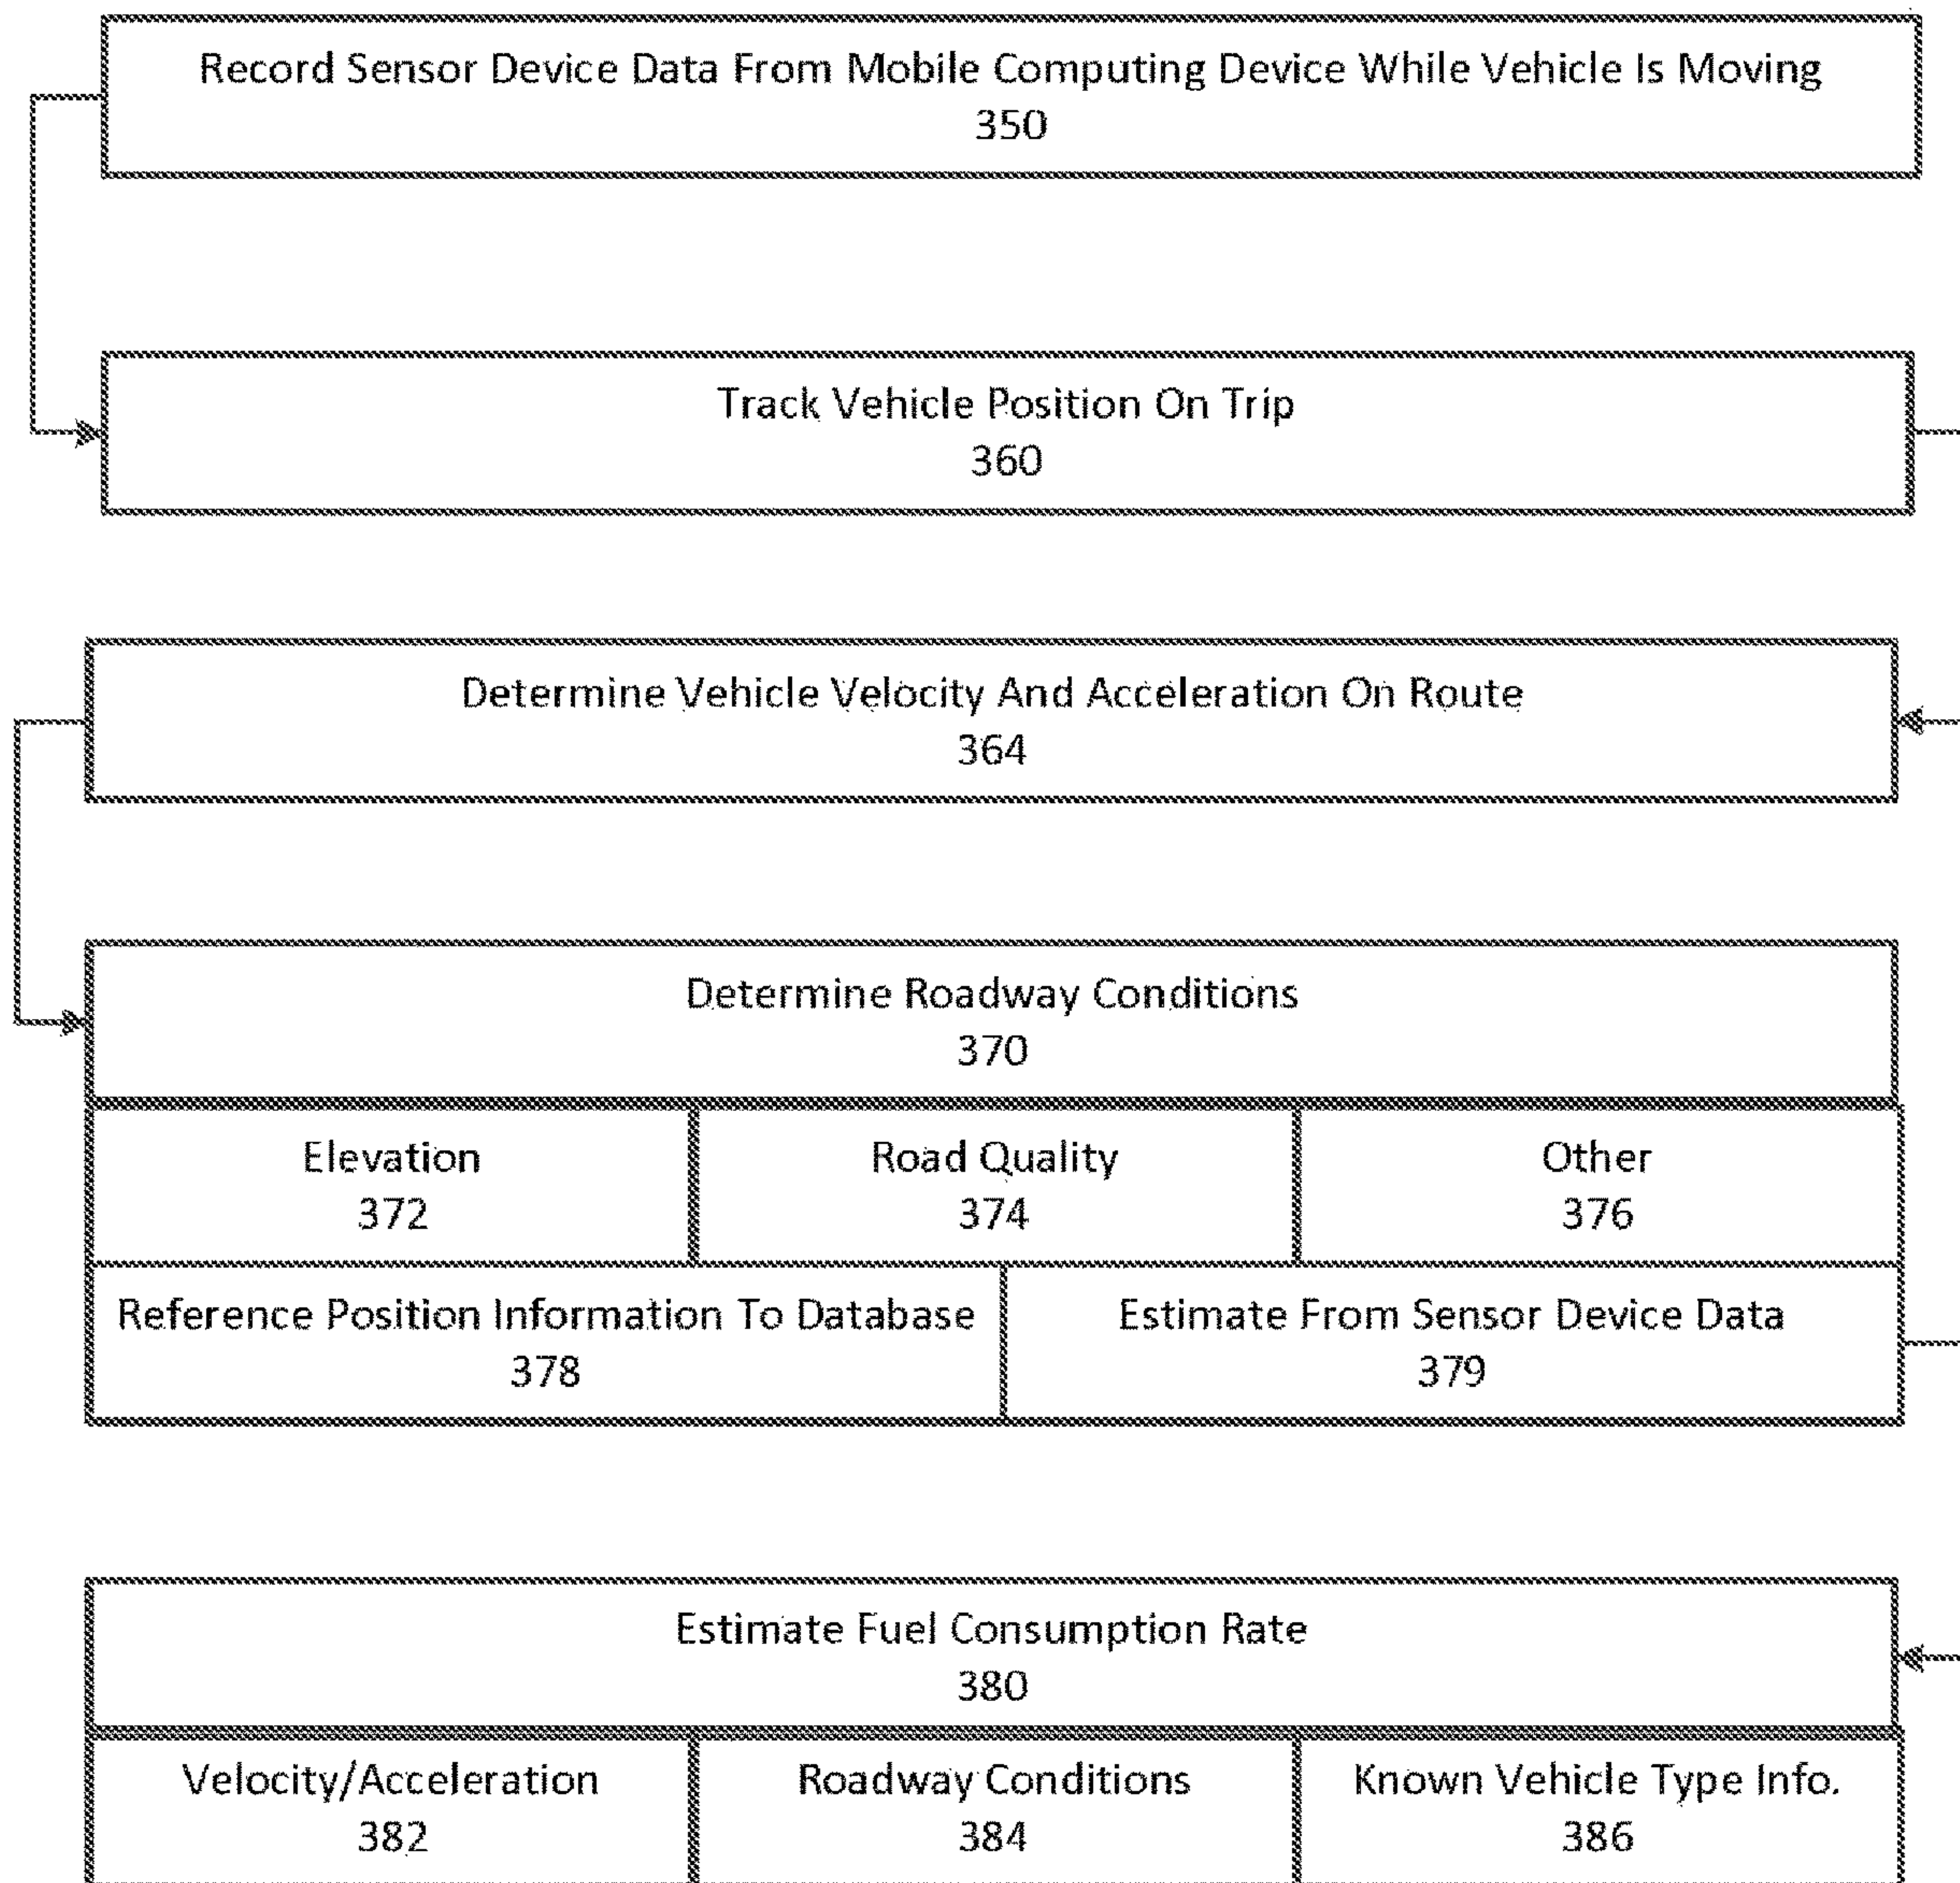 Record Sensor Device Data From Mobile Computing Device While Vehicle Is Moving
350
Track Vehicle Position On Trip
360
Determine Vehicle Velocity And Acceleration On Route
364
Determine Roadway Conditions
370
Elevation
372
Road Quality
374
Other
376
Reference Position Information To Database
378
Estimate From Sensor Device Data
379
Estimate Fuel Consumption Rate
380
Velocity/Acceleration
382
Roadway Conditions
384
Known Vehicle Type Info.
386